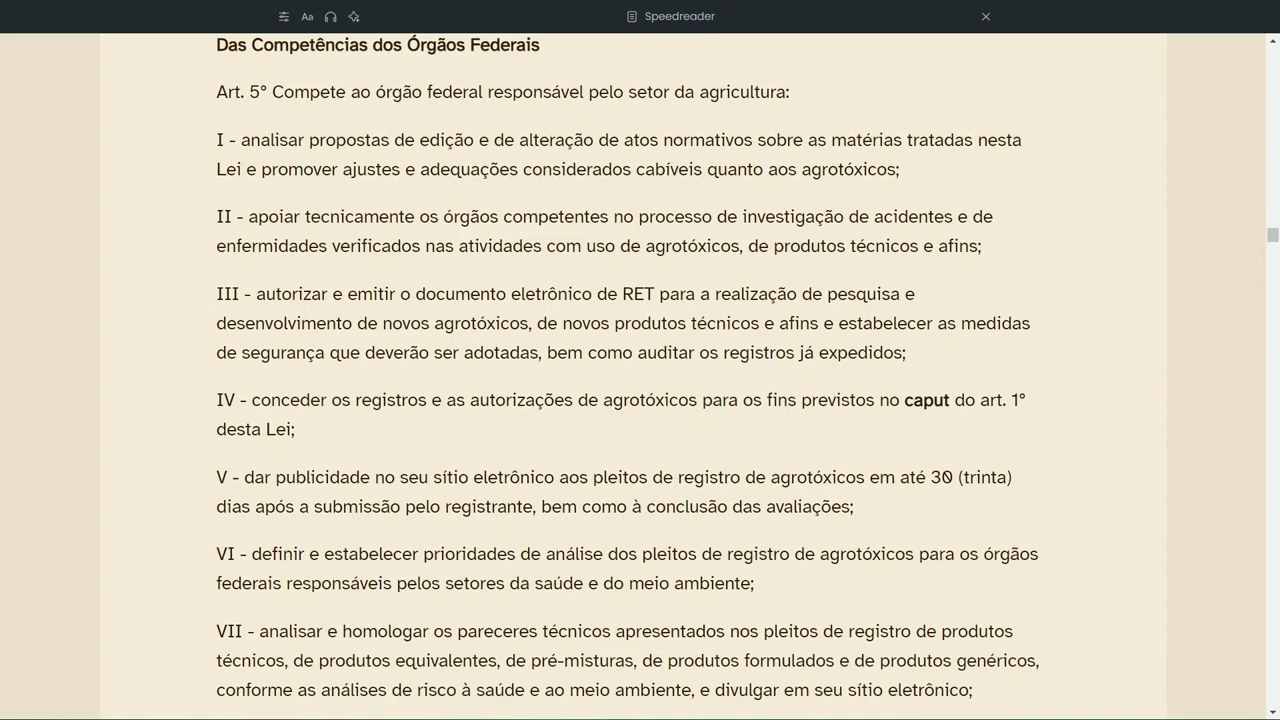 Aa
Speedreader
Das Competências dos Órgãos Federais
Art. 5° Compete ao órgão federal responsável pelo setor da agricultura:
I - analisar propostas de edição e de alteração de atos normativos sobre as matérias tratadas nesta
Lei e promover ajustes e adequações considerados cabíveis quanto aos agrotóxicos;
II - apoiar tecnicamente os órgãos competentes no processo de investigação de acidentes e de
enfermidades verificados nas atividades com uso de agrotóxicos, de produtos técnicos e afins;
III - autorizar e emitir o documento eletrônico de RET para a realização de pesquisa e
desenvolvimento de novos agrotóxicos, de novos produtos técnicos e afins e estabelecer as medidas
de segurança que deverão ser adotadas, bem como auditar os registros já expedidos;
IV - conceder os registros e as autorizações de agrotóxicos para os fins previstos no caput do art. 1°
desta Lei;
V - dar publicidade no seu sítio eletrônico aos pleitos de registro de agrotóxicos em até 30 (trinta)
dias após a submissão pelo registrante, bem como à conclusão das avaliações;
VI - definir e estabelecer prioridades de análise dos pleitos de registro de agrotóxicos para os órgãos
federais responsáveis pelos setores da saúde e do meio ambiente;
VII - analisar e homologar os pareceres técnicos apresentados nos pleitos de registro de produtos
técnicos, de produtos equivalentes, de pré-misturas, de produtos formulados e de produtos genéricos,
conforme as análises de risco à saúde e ao meio ambiente, e divulgar em seu sítio eletrônico;